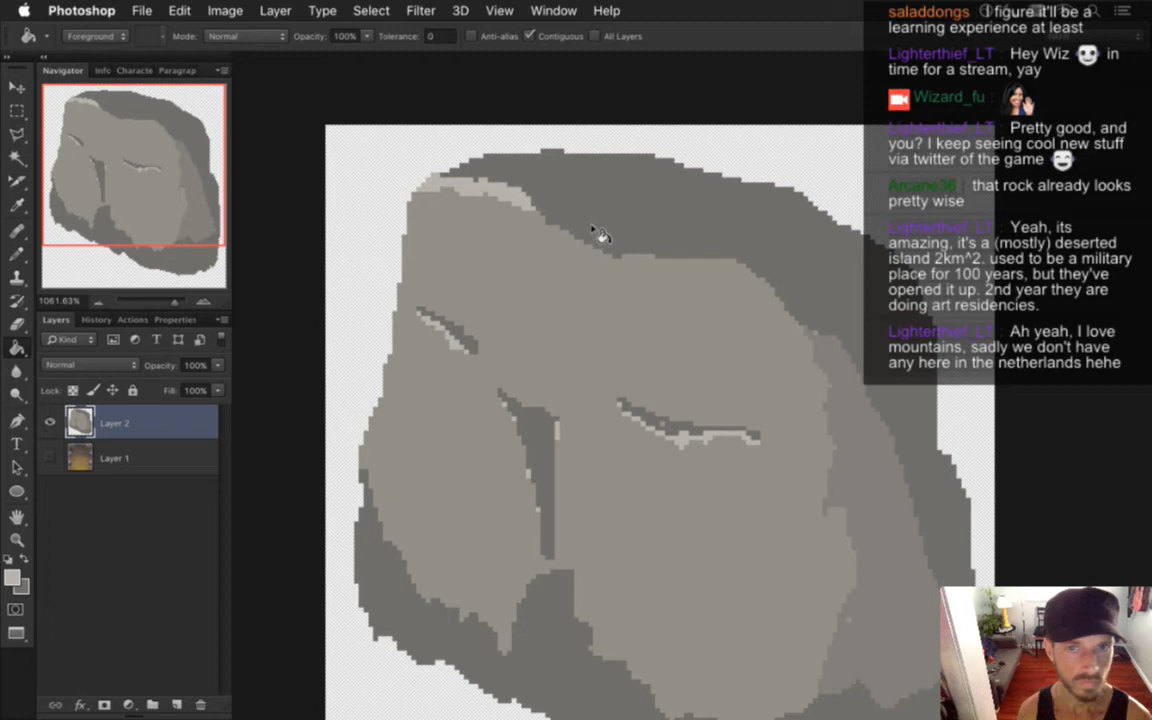 Photoshop File Edit Image Layer Type Select Filter 3D View Window Help
Foreground Mode: Normal Opacity: 100% Tolerance: 0 Anti-alias Contiguous All Layers
Navigator Info Characte Paragrap
1061.63%
Layers History Actions Properties
Kind
Normal Opacity: 100%
Lock: Fill: 100%
Layer 2
Layer 1
fx
saladdongs I figure it'll be a
learning experience at least
Lighterthief_LT : Hey Wiz in
time for a stream, yay
Wizard_fu :
Lighterthief_LT : Pretty good, and
you? I keep seeing cool new stuff
via twitter of the game
Arcane36 : that rock already looks
pretty wise
Lighterthief_LT : Yeah, its
amazing, it's a (mostly) deserted
island 2km^2. used to be a military
place for 100 years, but they've
opened it up. 2nd year they are
doing art residencies.
Lighterthief_LT : Ah yeah, I love
mountains, sadly we don't have
any here in the netherlands hehe